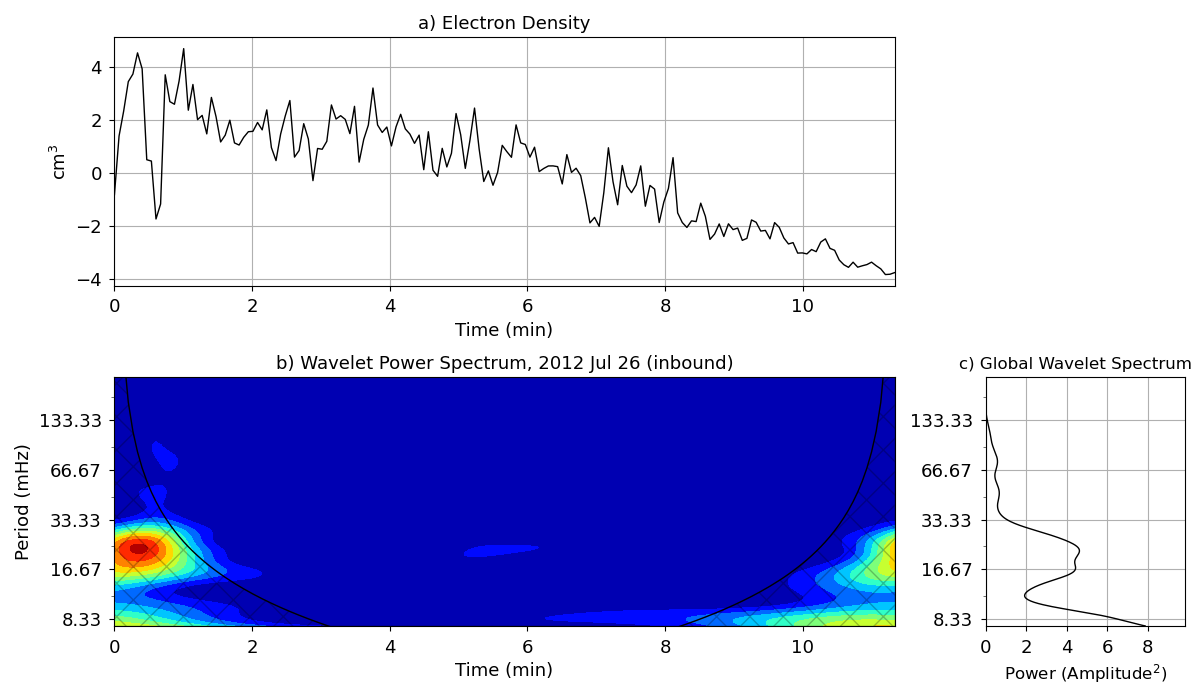 a) Electron Density
cm³
4
2
0
−2
−4
0 2 4 6 8 10
Time (min)
b) Wavelet Power Spectrum, 2012 Jul 26 (inbound)
Period (mHz)
133.33
66.67
33.33
16.67
8.33
0 2 4 6 8 10
Time (min)
c) Global Wavelet Spectrum
133.33
66.67
33.33
16.67
8.33
0 2 4 6 8
Power (Amplitude²)